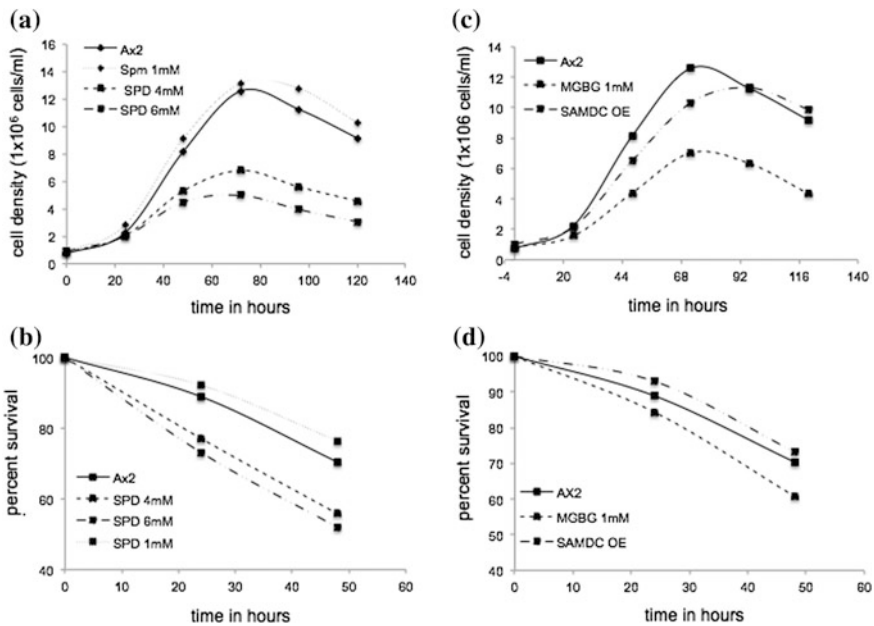 (a)
cell density (1x10⁶ cells/ml)
16
14
12
10
8
6
4
2
0
Ax2
Spm 1mM
SPD 4mM
SPD 6mM
0 20 40 60 80 100 120 140
time in hours
(c)
cell density (1x106 cells/ml)
14
12
10
8
6
4
2
0
Ax2
MGBG 1mM
SAMDC OE
-4 20 44 68 92 116 140
time in hours
(b)
percent survival
100
80
60
40
Ax2
SPD 4mM
SPD 6mM
SPD 1mM
0 10 20 30 40 50 60
time in hours
(d)
percent survival
100
90
80
70
60
50
40
AX2
MGBG 1mM
SAMDC OE
0 20 40 60
time in hours